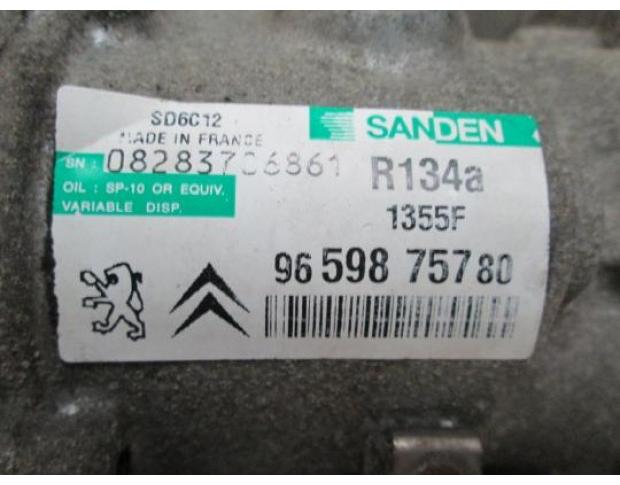 SD6C12
MADE IN FRANCE
SANDEN
SN : 08283706861
R134a
OIL : SP-10 OR EQUIV.
VARIABLE DISP.
1355F
96 598 757 80